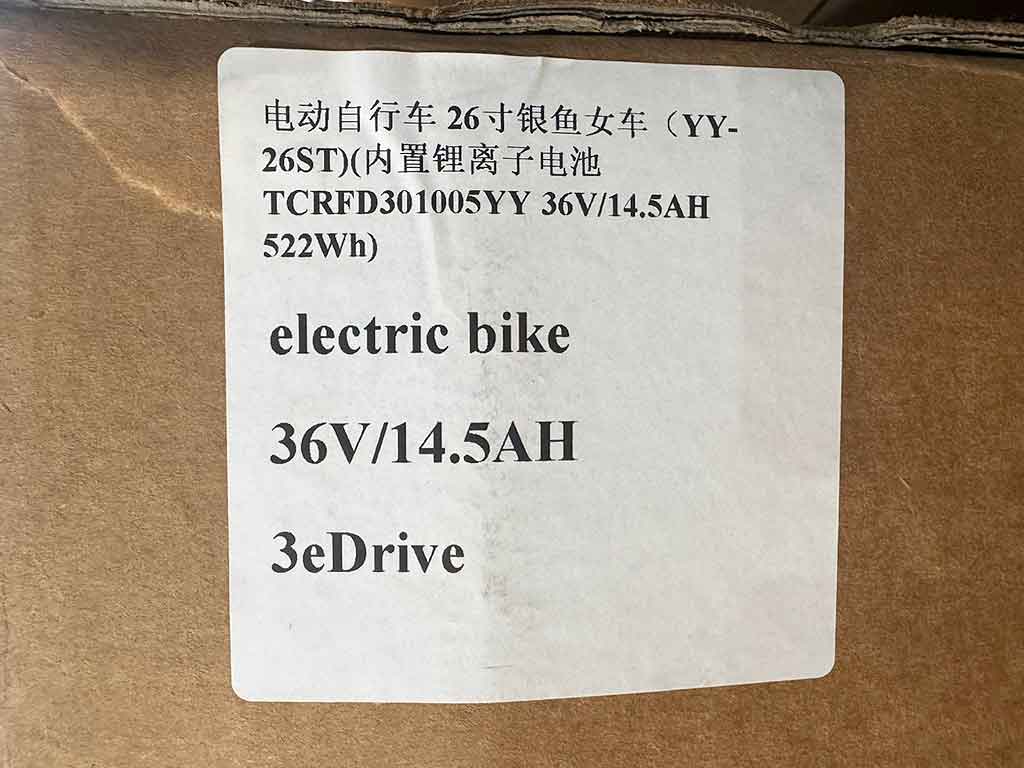 电动自行车 26寸银鱼女车（YY-
26ST)(内置锂离子电池
TCRFD301005YY 36V/14.5AH
522Wh)
electric bike
36V/14.5AH
3eDrive